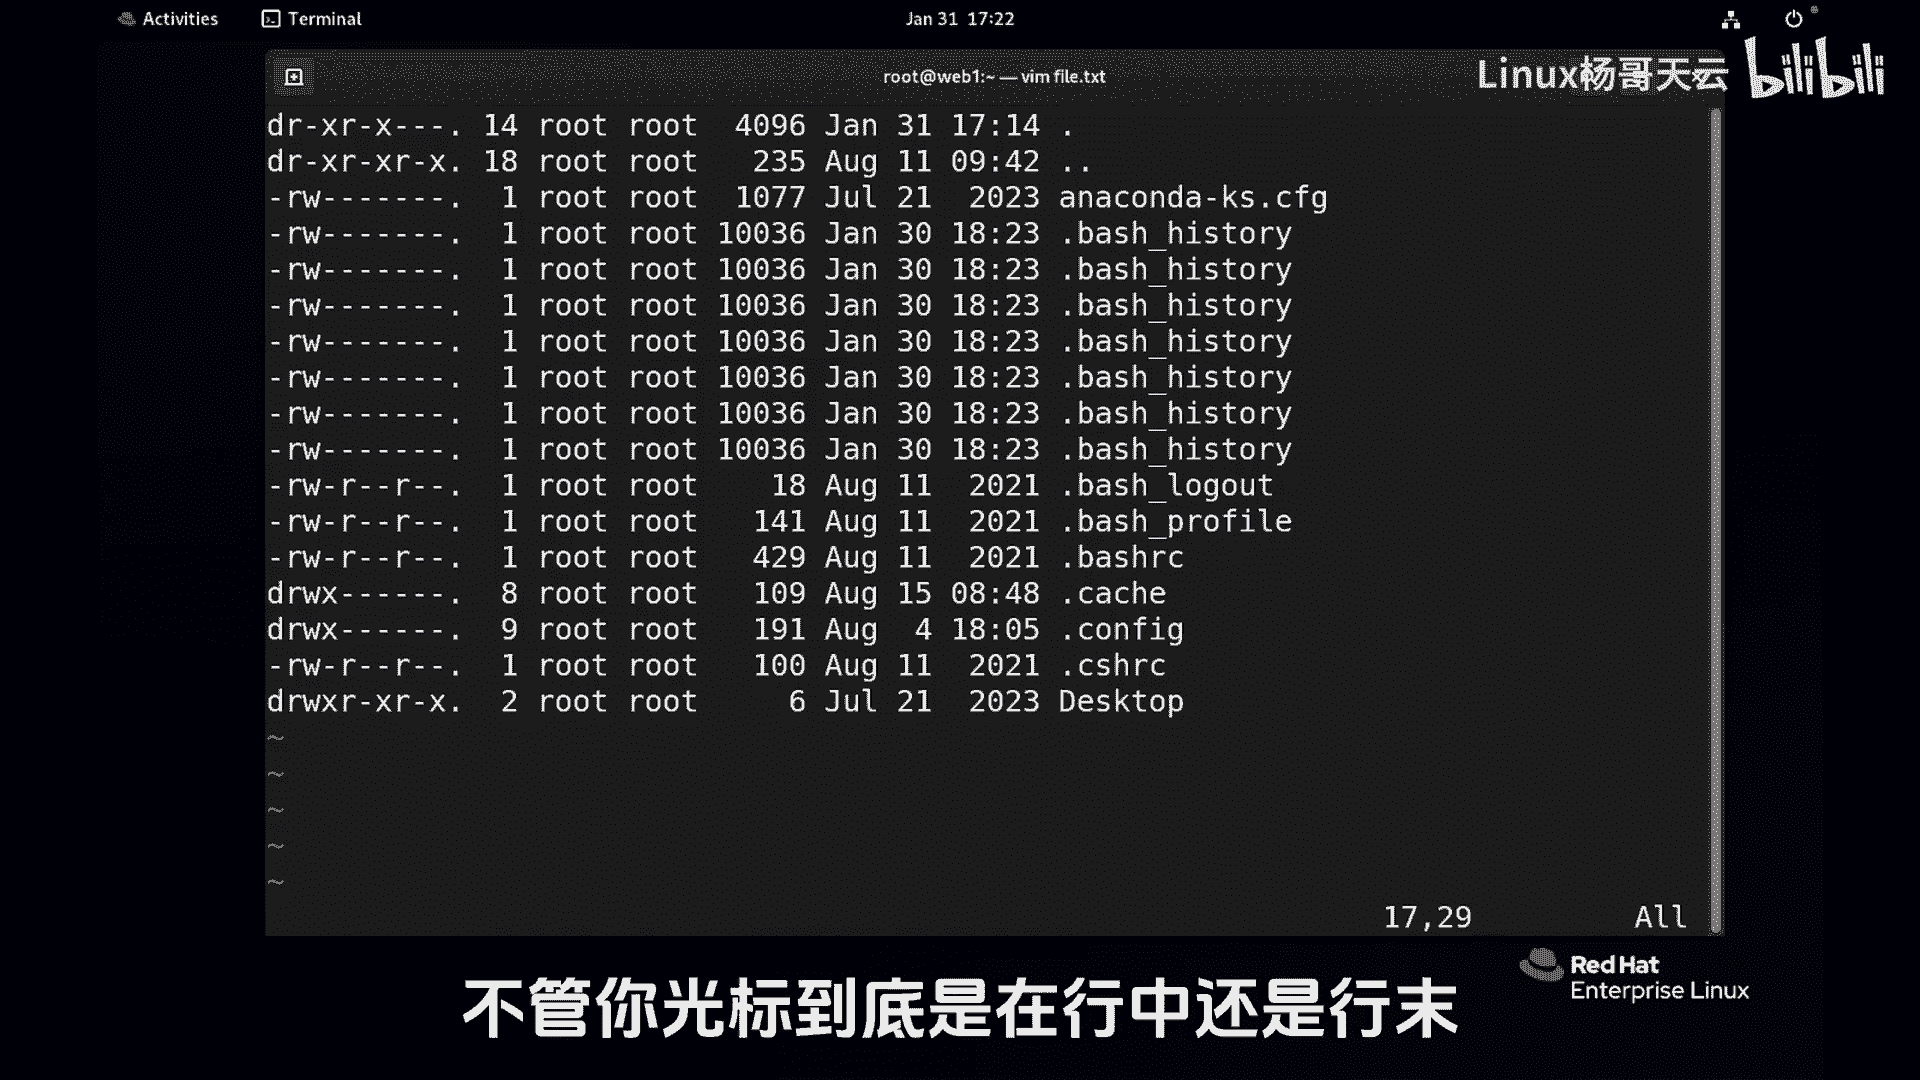 Activities Terminal Jan 31 17:22
root@web1:~ — vim file.txt
Linux杨哥天云 bilibili
dr-xr-x---. 14 root root  4096 Jan 31 17:14 .
dr-xr-xr-x. 18 root root   235 Aug 11 09:42 ..
-rw-------.  1 root root  1077 Jul 21  2023 anaconda-ks.cfg
-rw-------.  1 root root 10036 Jan 30 18:23 .bash_history
-rw-------.  1 root root 10036 Jan 30 18:23 .bash_history
-rw-------.  1 root root 10036 Jan 30 18:23 .bash_history
-rw-------.  1 root root 10036 Jan 30 18:23 .bash_history
-rw-------.  1 root root 10036 Jan 30 18:23 .bash_history
-rw-------.  1 root root 10036 Jan 30 18:23 .bash_history
-rw-------.  1 root root 10036 Jan 30 18:23 .bash_history
-rw-r--r--.  1 root root    18 Aug 11  2021 .bash_logout
-rw-r--r--.  1 root root   141 Aug 11  2021 .bash_profile
-rw-r--r--.  1 root root   429 Aug 11  2021 .bashrc
drwx------.  8 root root   109 Aug 15 08:48 .cache
drwx------.  9 root root   191 Aug  4 18:05 .config
-rw-r--r--.  1 root root   100 Aug 11  2021 .cshrc
drwxr-xr-x.  2 root root     6 Jul 21  2023 Desktop
~
~
~
~
~
17,29 All
Red Hat
Enterprise Linux
不管你光标到底是在行中还是行末